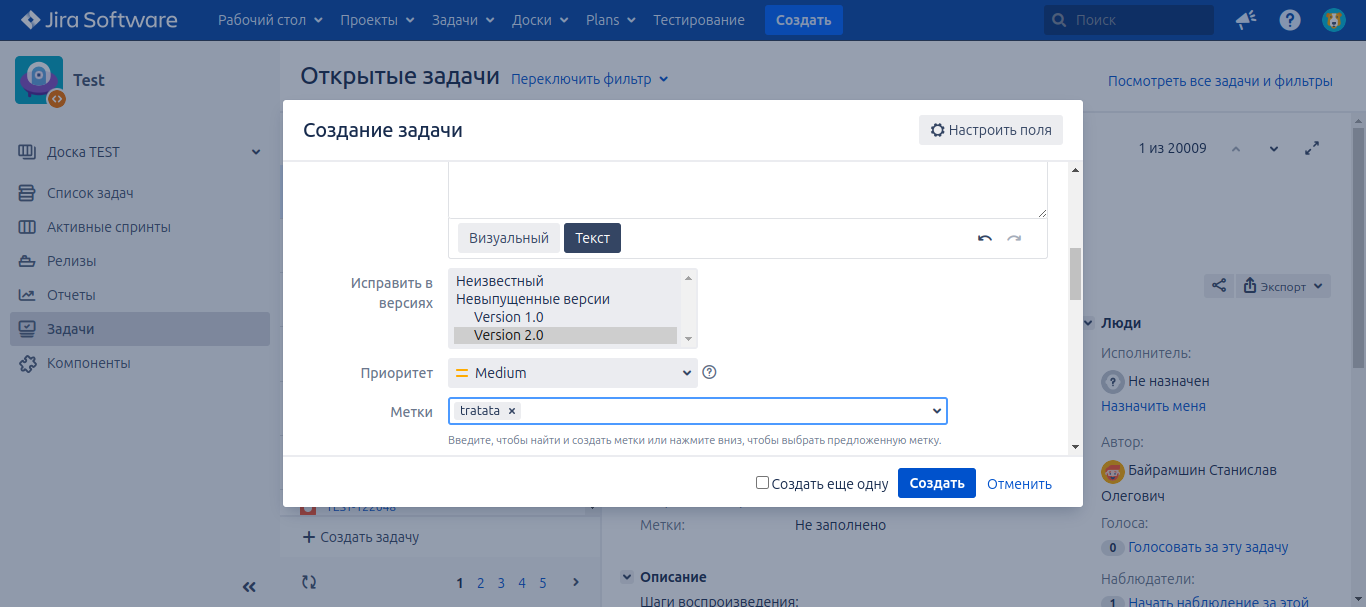 Jira Software
Рабочий стол
Проекты
Задачи
Доски
Plans
Тестирование
Создать
Поиск
Test
Открытые задачи
Переключить фильтр
Посмотреть все задачи и фильтры
Доска TEST
Список задач
Активные спринты
Релизы
Отчеты
Задачи
Компоненты
Создание задачи
Настроить поля
Визуальный
Текст
Исправить в
версиях
Неизвестный
Невыпущенные версии
Version 1.0
Version 2.0
Приоритет
Medium
Метки
tratata ×
Введите, чтобы найти и создать метки или нажмите вниз, чтобы выбрать предложенную метку.
Создать еще одну
Создать
Отменить
1 из 20009
Экспорт
Люди
Исполнитель:
Не назначен
Назначить меня
Автор:
Байрамшин Станислав
Олегович
Голоса:
0 Голосовать за эту задачу
Наблюдатели:
1 Начать наблюдение за этой
+ Создать задачу
1 2 3 4 5
Метки:
Не заполнено
Описание
Шаги воспроизведения: